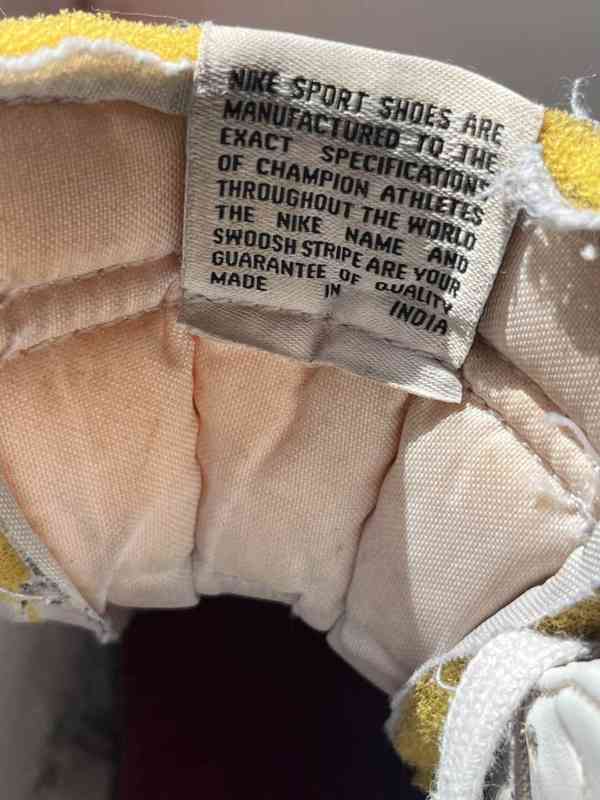 NIKE SPORT SHOES ARE
MANUFACTURED TO THE
EXACT SPECIFICATIONS
OF CHAMPION ATHLETES
THROUGHOUT THE WORLD
THE NIKE NAME AND
SWOOSH STRIPE ARE YOUR
GUARANTEE OF QUALITY
MADE IN INDIA